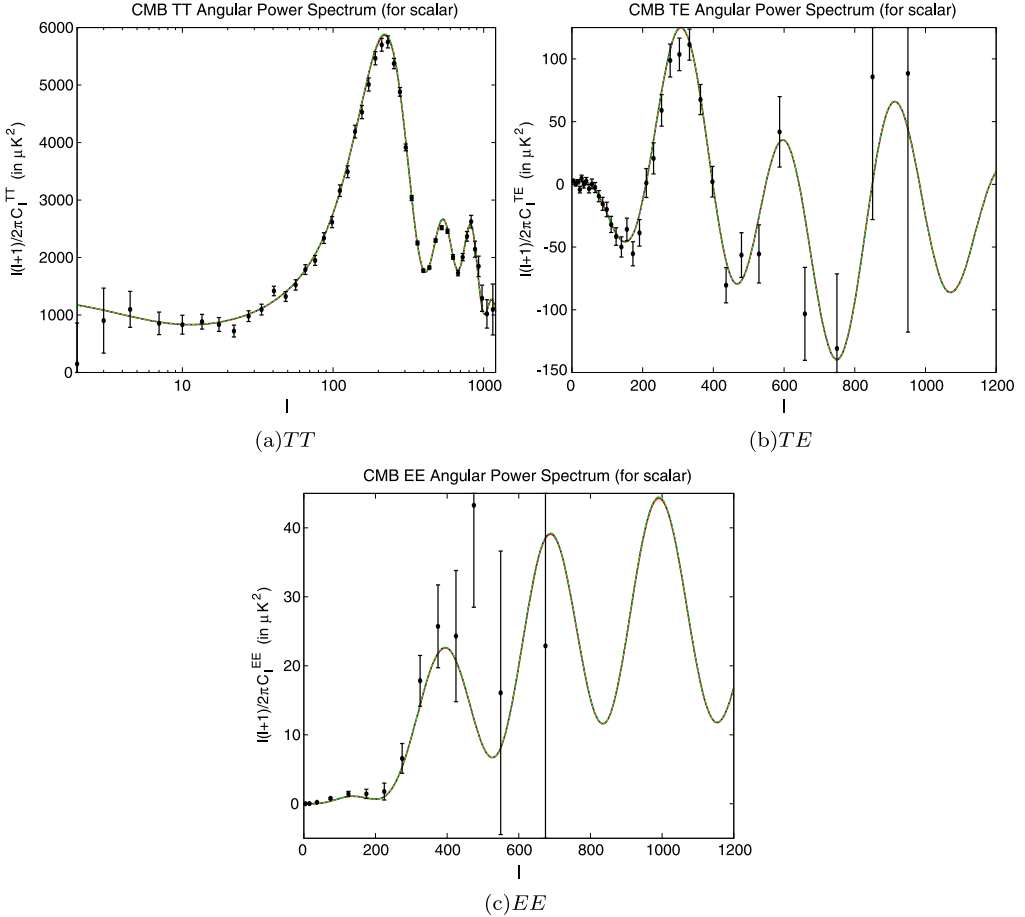 CMB TT Angular Power Spectrum (for scalar)
l(l+1)/2πC_l^TT (in μK²)
6000
5000
4000
3000
2000
1000
0
10
100
1000
l
(a)TT
CMB TE Angular Power Spectrum (for scalar)
l(l+1)/2πC_l^TE (in μK²)
100
50
0
-50
-100
-150
0
200
400
600
800
1000
1200
l
(b)TE
CMB EE Angular Power Spectrum (for scalar)
l(l+1)/2πC_l^EE (in μK²)
40
30
20
10
0
0
200
400
600
800
1000
1200
l
(c)EE